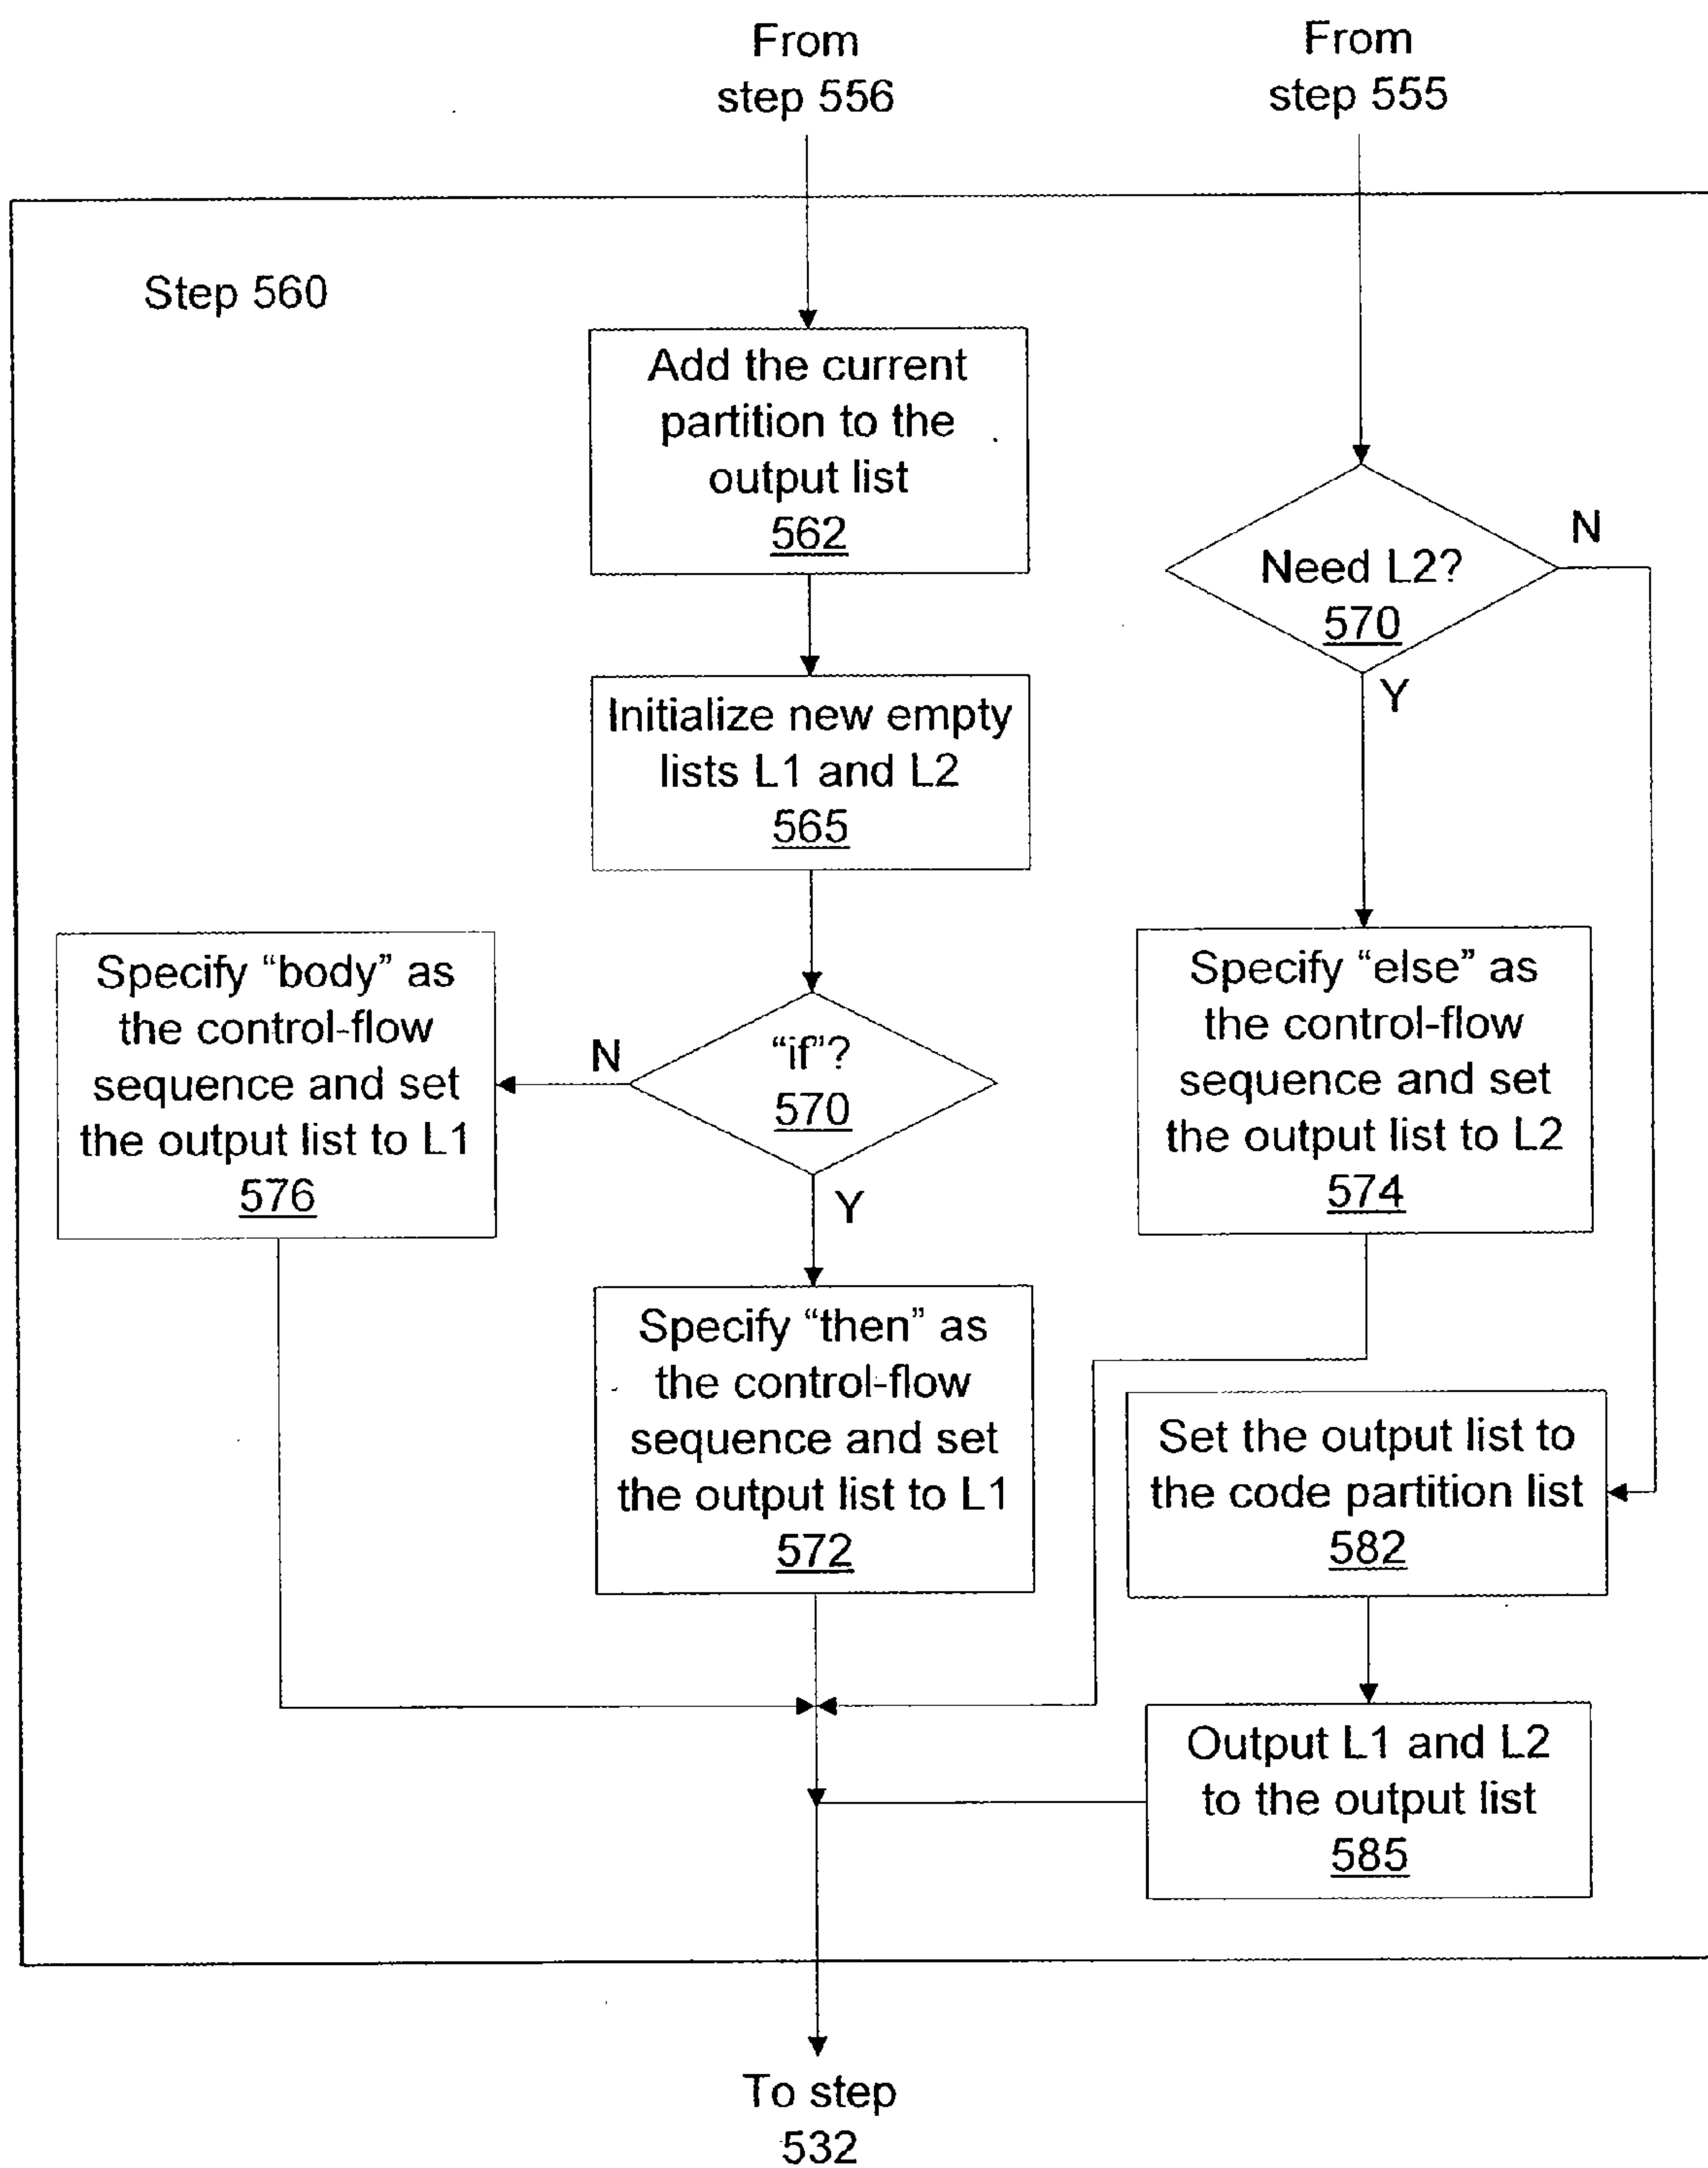 From
step 556
From
step 555
Step 560
Add the current
partition to the
output list
562
Need L2?
570
N
Y
Initialize new empty
lists L1 and L2
565
Specify “body” as
the control-flow
sequence and set
the output list to L1
576
N
“if”?
570
Y
Specify “else” as
the control-flow
sequence and set
the output list to L2
574
Specify “then” as
the control-flow
sequence and set
the output list to L1
572
Set the output list to
the code partition list
582
Output L1 and L2
to the output list
585
To step
532